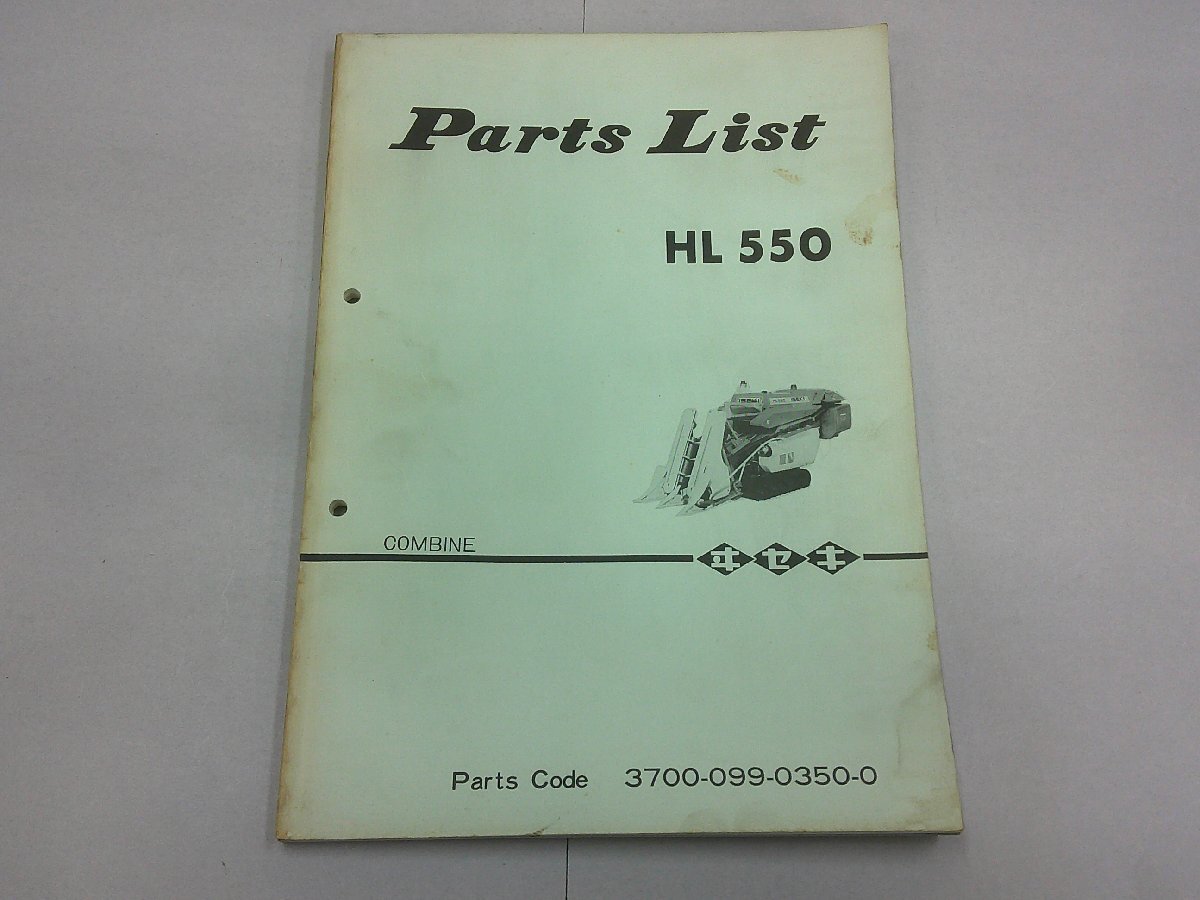 Parts List
HL 550
COMBINE
ヰセキ
Parts Code 3700-099-0350-0